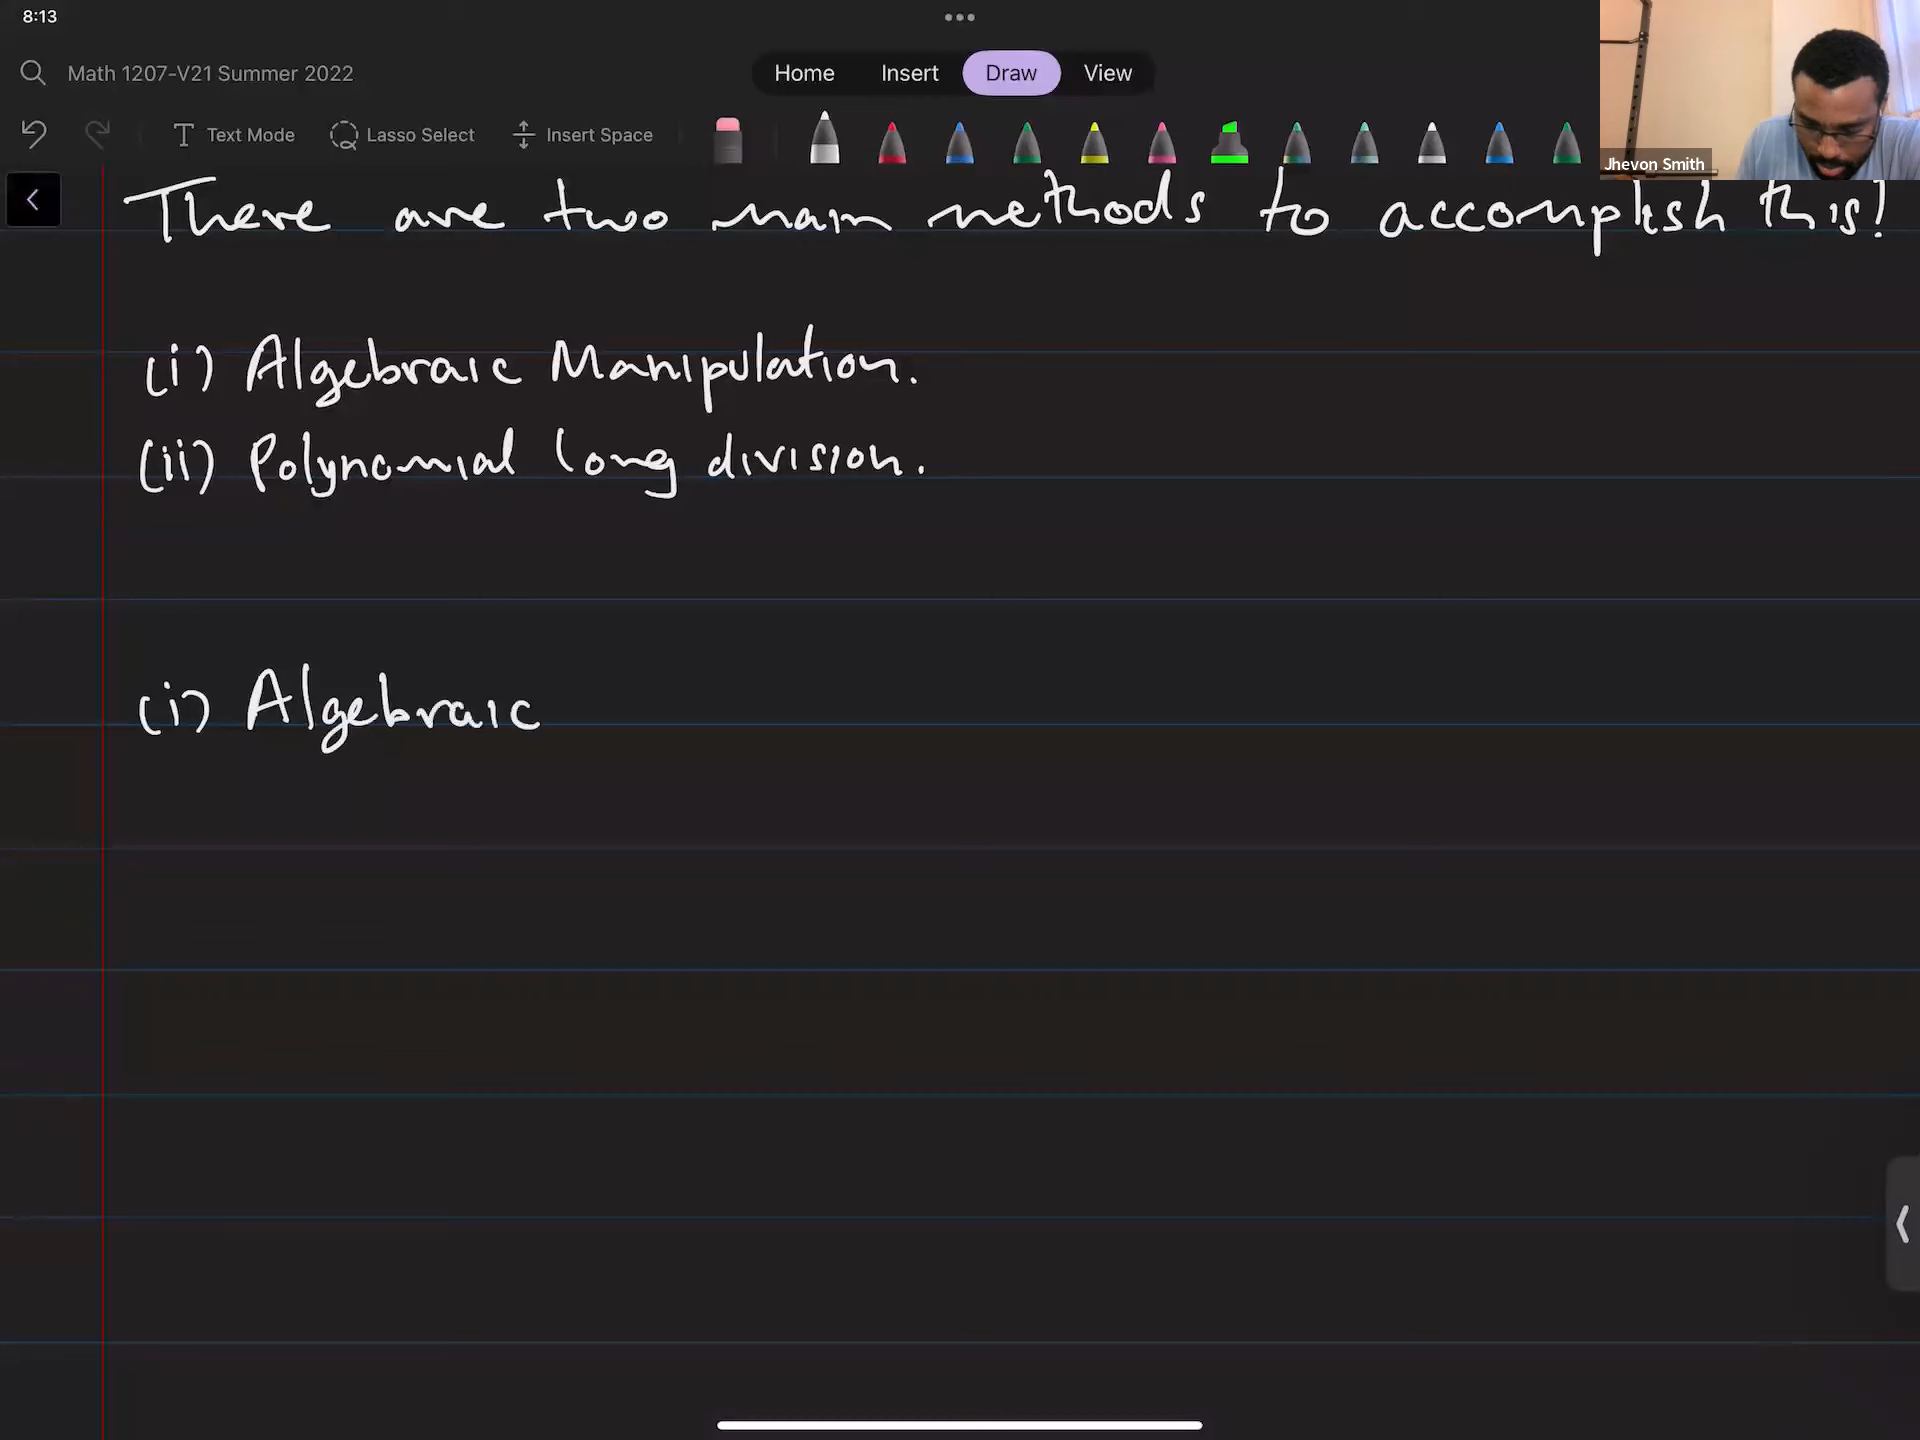 8:13
Math 1207-V21 Summer 2022
Home Insert Draw View
Text Mode Lasso Select Insert Space
Jhevon Smith
There are two main methods to accomplish this!
(i) Algebraic Manipulation.
(ii) Polynomial long division.
(i) Algebraic